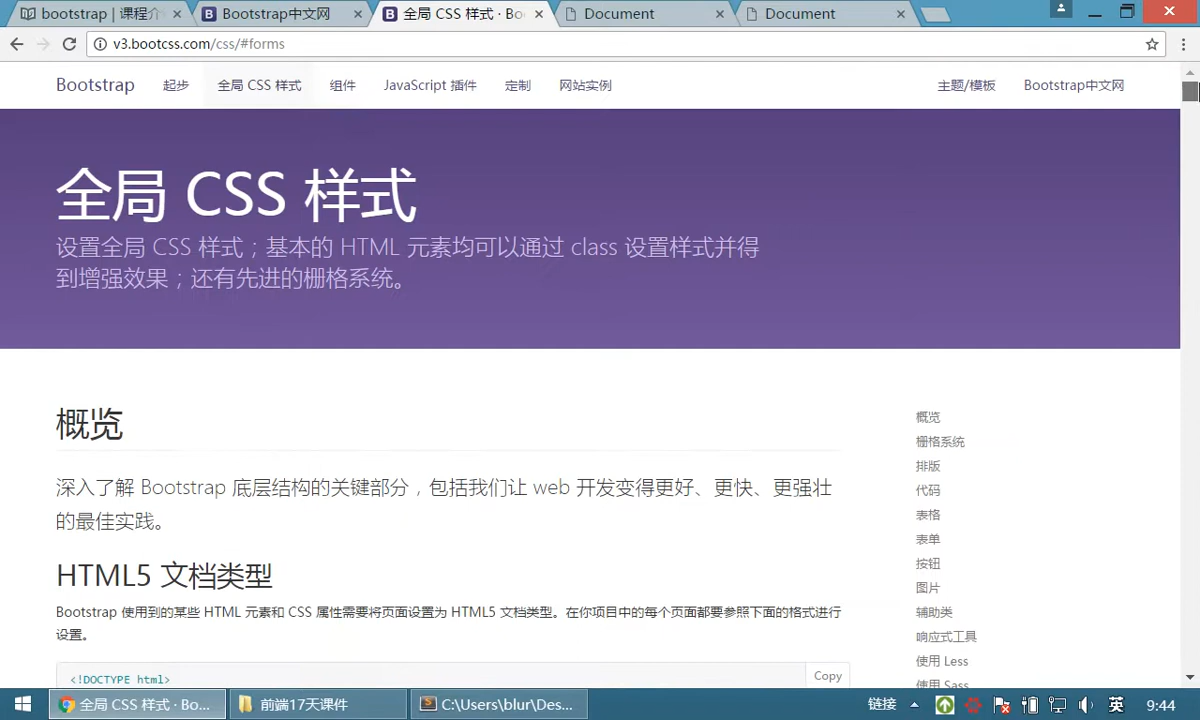 bootstrap | 课程介
Bootstrap中文网
全局 CSS 样式 · Bo
Document
Document
v3.bootcss.com/css/#forms
Bootstrap 起步 全局 CSS 样式 组件 JavaScript 插件 定制 网站实例 主题/模板 Bootstrap中文网
全局 CSS 样式
设置全局 CSS 样式；基本的 HTML 元素均可以通过 class 设置样式并得
到增强效果；还有先进的栅格系统。
概览
深入了解 Bootstrap 底层结构的关键部分，包括我们让 web 开发变得更好、更快、更强壮
的最佳实践。
HTML5 文档类型
Bootstrap 使用到的某些 HTML 元素和 CSS 属性需要将页面设置为 HTML5 文档类型。在你项目中的每个页面都要参照下面的格式进行
设置。
<!DOCTYPE html>
Copy
概览
栅格系统
排版
代码
表格
表单
按钮
图片
辅助类
响应式工具
使用 Less
使用 Sass
全局 CSS 样式 · Bo...
前端17天课件
C:\Users\blur\Des...
链接
英
9:44